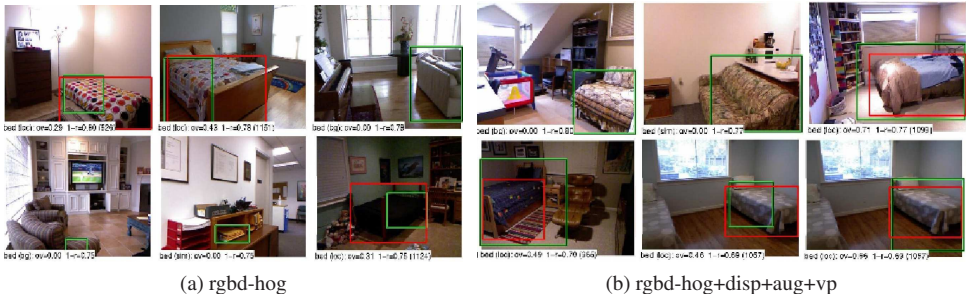 bed (loc): ov=0.29 1-r=0.80 (526)
bed (loc): ov=0.43 1-r=0.78 (1151)
bed (bg): ov=0.00 1-r=0.78
bed (bg): ov=0.00 1-r=0.80
bed (sim): ov=0.00 1-r=0.77
bed (loc): ov=0.71 1-r=0.77 (1099)
bed (bg): ov=0.00 1-r=0.75
bed (sim): ov=0.00 1-r=0.75
bed (loc): ov=0.31 1-r=0.75 (1124)
bed (loc): ov=0.49 1-r=0.70
bed (loc): ov=0.46 1-r=0.69 (1057)
bed (loc): 1-r=0.69 (1057)
(a) rgbd-hog
(b) rgbd-hog+disp+aug+vp